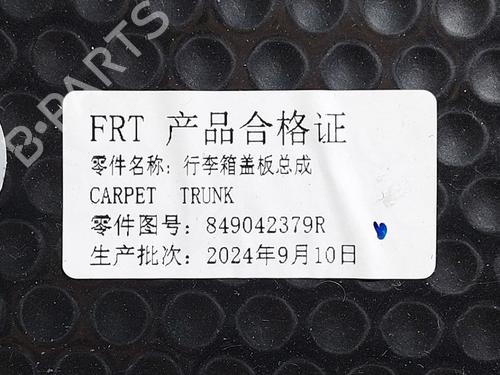 B-PARTS
FRT 产品合格证
零件名称: 行李箱盖板总成
CARPET TRUNK
零件图号: 849042379R
生产批次: 2024年9月10日